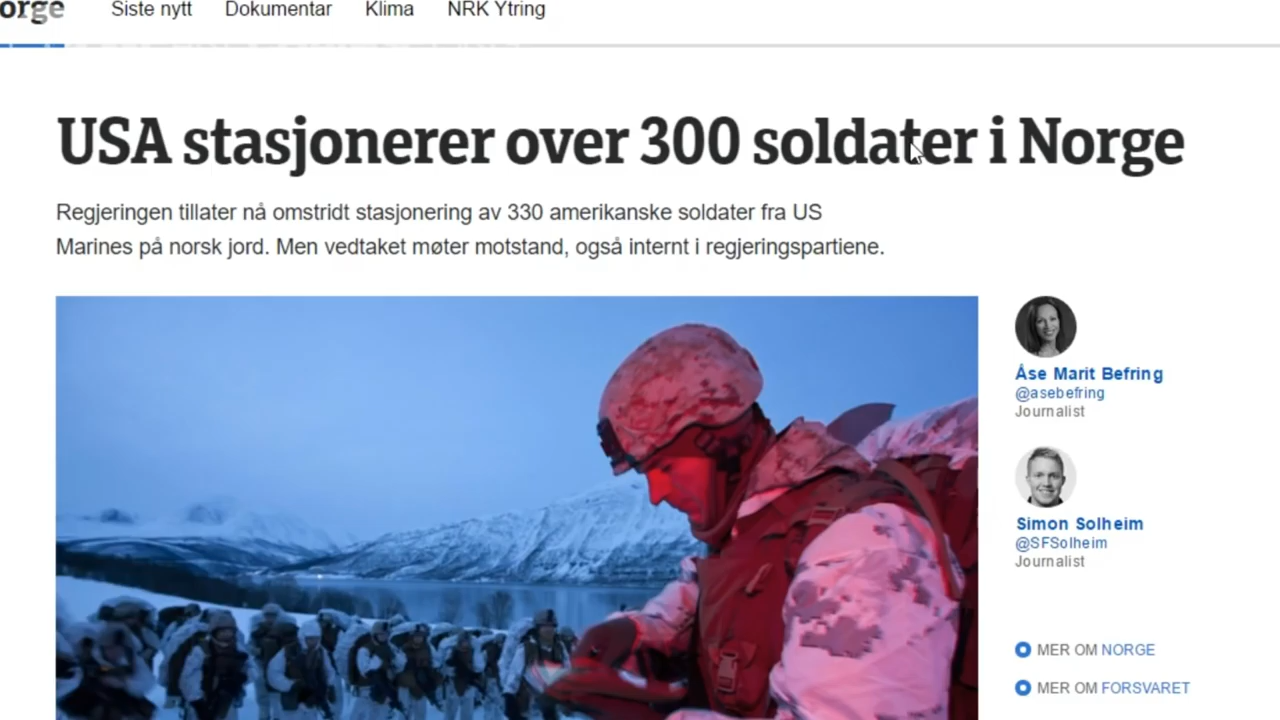 orge
Siste nytt Dokumentar Klima NRK Ytring
USA stasjonerer over 300 soldater i Norge
Regjeringen tillater nå omstridt stasjonering av 330 amerikanske soldater fra US
Marines på norsk jord. Men vedtaket møter motstand, også internt i regjeringspartiene.
Åse Marit Befring
@asebefring
Journalist
Simon Solheim
@SFSolheim
Journalist
MER OM NORGE
MER OM FORSVARET